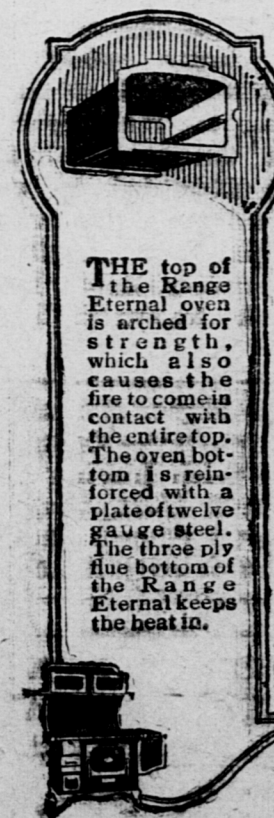 THE top of
the Range
Eternal oven
is arched for
strength,
which also
causes the
fire to come in
contact with
the entire top.
The oven bot-
tom is rein-
forced with a
plate of twelve
gauge steel.
The three ply
flue bottom of
the Range
Eternal keeps
the heat in.